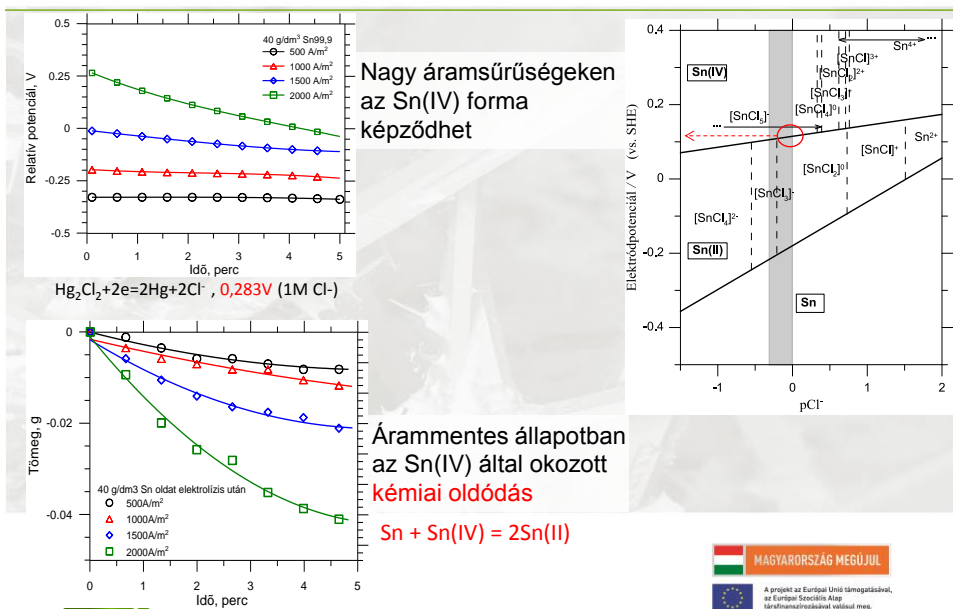 40 g/dm³ Sn99,9
500 A/m²
1000 A/m²
1500 A/m²
2000 A/m²
0.5
0.25
0
-0.25
-0.5
Relatív potenciál, V
0 1 2 3 4 5
Idő, perc
Hg₂Cl₂+2e=2Hg+2Cl⁻ , 0,283V (1M Cl-)
Nagy áramsűrűségeken
az Sn(IV) forma
képződhet
0
-0.02
-0.04
Tömeg, g
40 g/dm3 Sn oldat elektrolízis után
500A/m²
1000A/m²
1500A/m²
2000A/m²
0 1 2 3 4 5
Idő, perc
Árammentes állapotban
az Sn(IV) által okozott
kémiai oldódás
Sn + Sn(IV) = 2Sn(II)
0.4
0.2
0
-0.2
-0.4
Elektródpotenciál / V (vs. SHE)
Sn⁴⁺
[SnCl]³⁺
[SnCl₂]²⁺
[SnCl₃]⁺
[SnCl₄]⁰
[SnCl₅]⁻
Sn(IV)
Sn²⁺
[SnCl]⁺
[SnCl₂]⁰
[SnCl₃]⁻
[SnCl₄]²⁻
Sn(II)
Sn
-1 0 1 2
pCl⁻
MAGYARORSZÁG MEGÚJUL
A projekt az Európai Unió támogatásával,
az Európai Szociális Alap
társfinanszírozásával valósul meg.